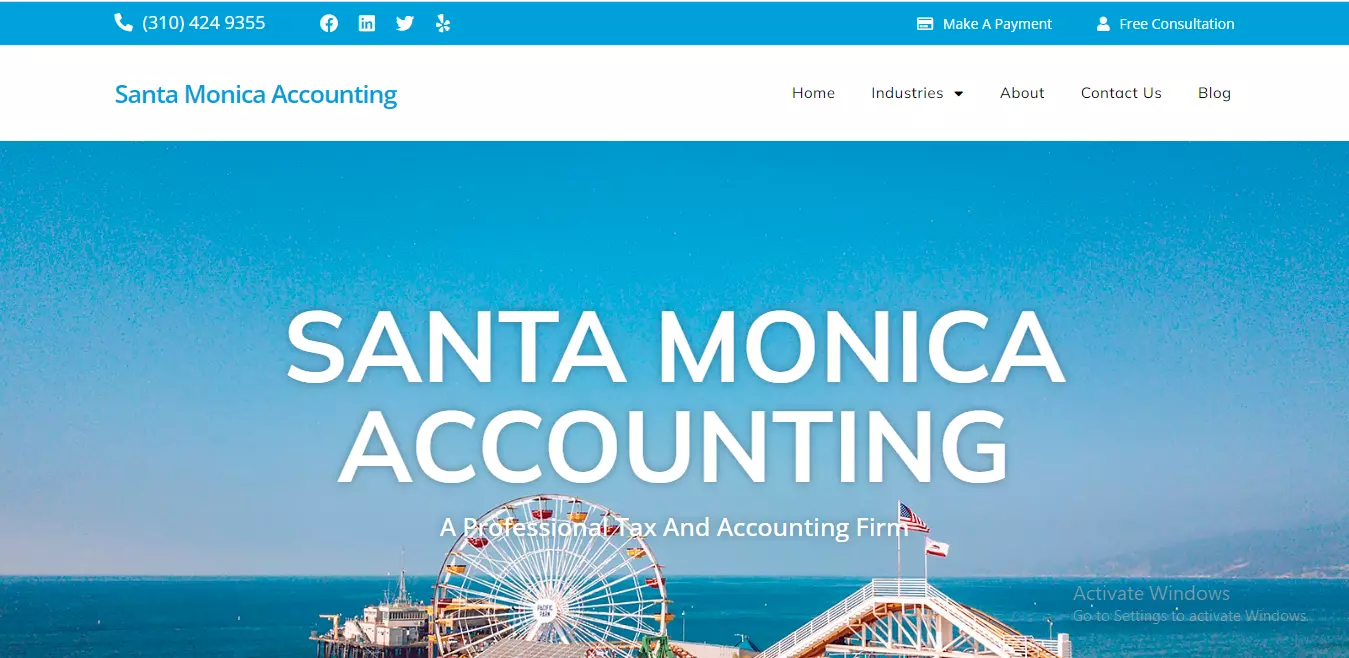 (310) 424 9355
Make A Payment
Free Consultation
Santa Monica Accounting
Home
Industries
About
Contact Us
Blog
SANTA MONICA
ACCOUNTING
A Professional Tax And Accounting Firm
PACIFIC
PARK
Activate Windows
Go to Settings to activate Windows.